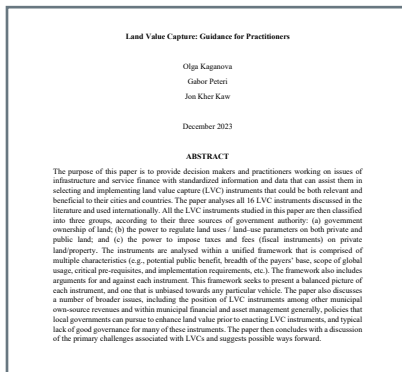 Land Value Capture: Guidance for Practitioners
Olga Kaganova
Gabor Peteri
Jon Kher Kaw
December 2023
ABSTRACT
The purpose of this paper is to provide decision makers and practitioners working on issues of
infrastructure and service finance with standardized information and data that can assist them in
selecting and implementing land value capture (LVC) instruments that could be both relevant and
beneficial to their cities and countries. The paper analyses all 16 LVC instruments discussed in the
literature and used internationally. All the LVC instruments studied in this paper are then classified
into three groups, according to their three sources of government authority: (a) government
ownership of land; (b) the power to regulate land uses / land–use parameters on both private and
public land; and (c) the power to impose taxes and fees (fiscal instruments) on private
land/property. The instruments are analysed within a unified framework that is comprised of
multiple characteristics (e.g., potential public benefit, breadth of the payers' base, scope of global
usage, critical pre-requisites, and implementation requirements, etc.). The framework also includes
arguments for and against each instrument. This framework seeks to present a balanced picture of
each instrument, and one that is unbiased towards any particular vehicle. The paper also discusses
a number of broader issues, including the position of LVC instruments among other municipal
own-source revenues and within municipal financial and asset management generally, policies that
local governments can pursue to enhance land value prior to enacting LVC instruments, and typical
lack of good governance for many of these instruments. The paper then concludes with a discussion
of the primary challenges associated with LVCs and suggests possible ways forward.